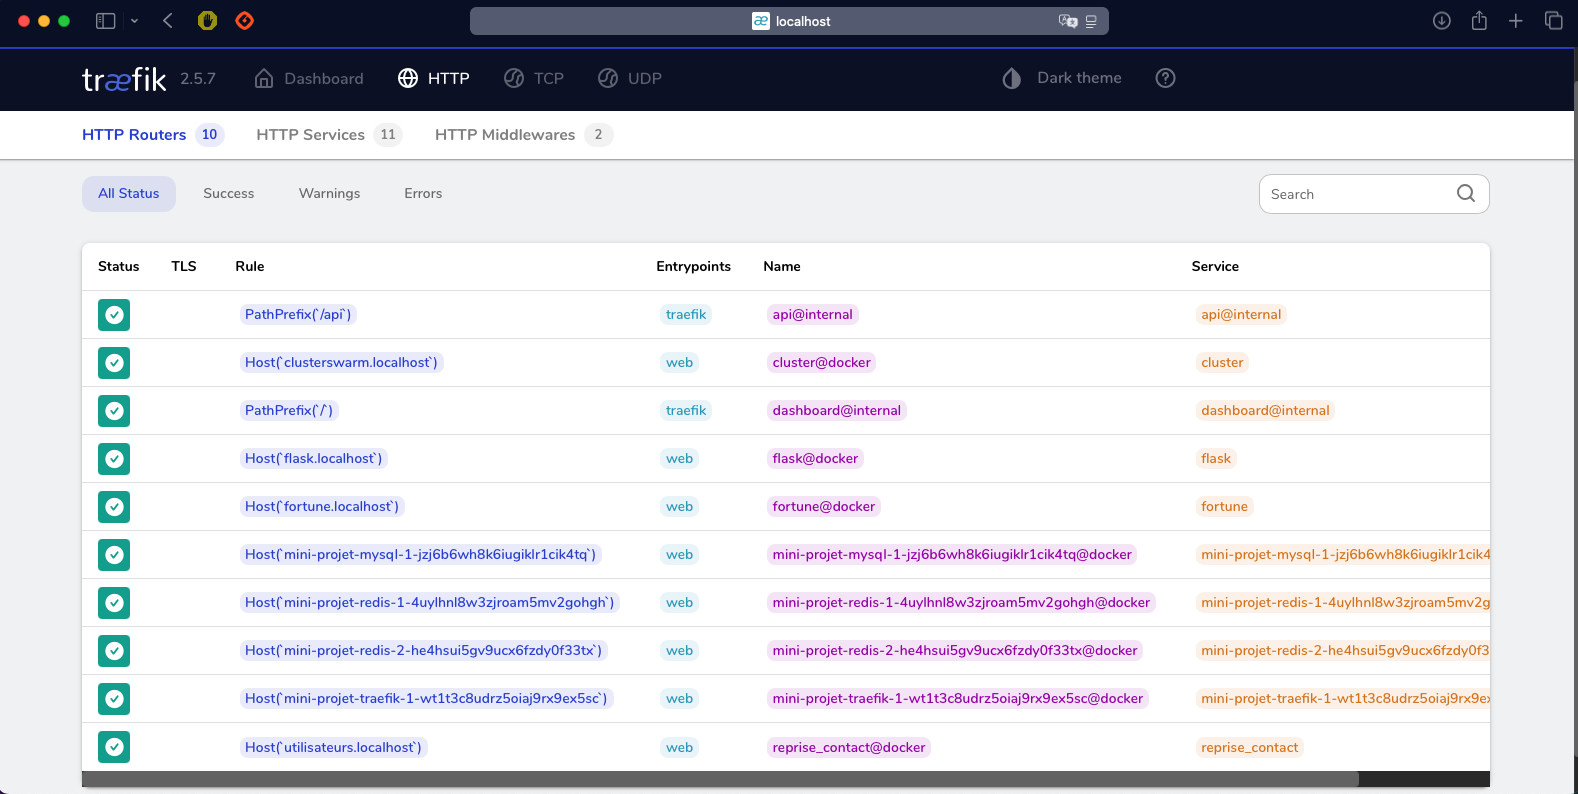 æ localhost
træfik 2.5.7 Dashboard HTTP TCP UDP Dark theme
HTTP Routers 10 HTTP Services 11 HTTP Middlewares 2
All Status Success Warnings Errors Search
Status TLS Rule Entrypoints Name Service
PathPrefix(`/api`) traefik api@internal api@internal
Host(`clusterswarm.localhost`) web cluster@docker cluster
PathPrefix(`/`) traefik dashboard@internal dashboard@internal
Host(`flask.localhost`) web flask@docker flask
Host(`fortune.localhost`) web fortune@docker fortune
Host(`mini-projet-mysql-1-jzj6b6wh8k6iugiklr1cik4tq`) web mini-projet-mysql-1-jzj6b6wh8k6iugiklr1cik4tq@docker mini-projet-mysql-1-jzj6b6wh8k6iugiklr1cik4
Host(`mini-projet-redis-1-4uylhnl8w3zjroam5mv2gohgh`) web mini-projet-redis-1-4uylhnl8w3zjroam5mv2gohgh@docker mini-projet-redis-1-4uylhnl8w3zjroam5mv2g
Host(`mini-projet-redis-2-he4hsui5gv9ucx6fzdy0f33tx`) web mini-projet-redis-2-he4hsui5gv9ucx6fzdy0f33tx@docker mini-projet-redis-2-he4hsui5gv9ucx6fzdy0f3
Host(`mini-projet-traefik-1-wt1t3c8udrz5oiaj9rx9ex5sc`) web mini-projet-traefik-1-wt1t3c8udrz5oiaj9rx9ex5sc@docker mini-projet-traefik-1-wt1t3c8udrz5oiaj9rx9ex
Host(`utilisateurs.localhost`) web reprise_contact@docker reprise_contact